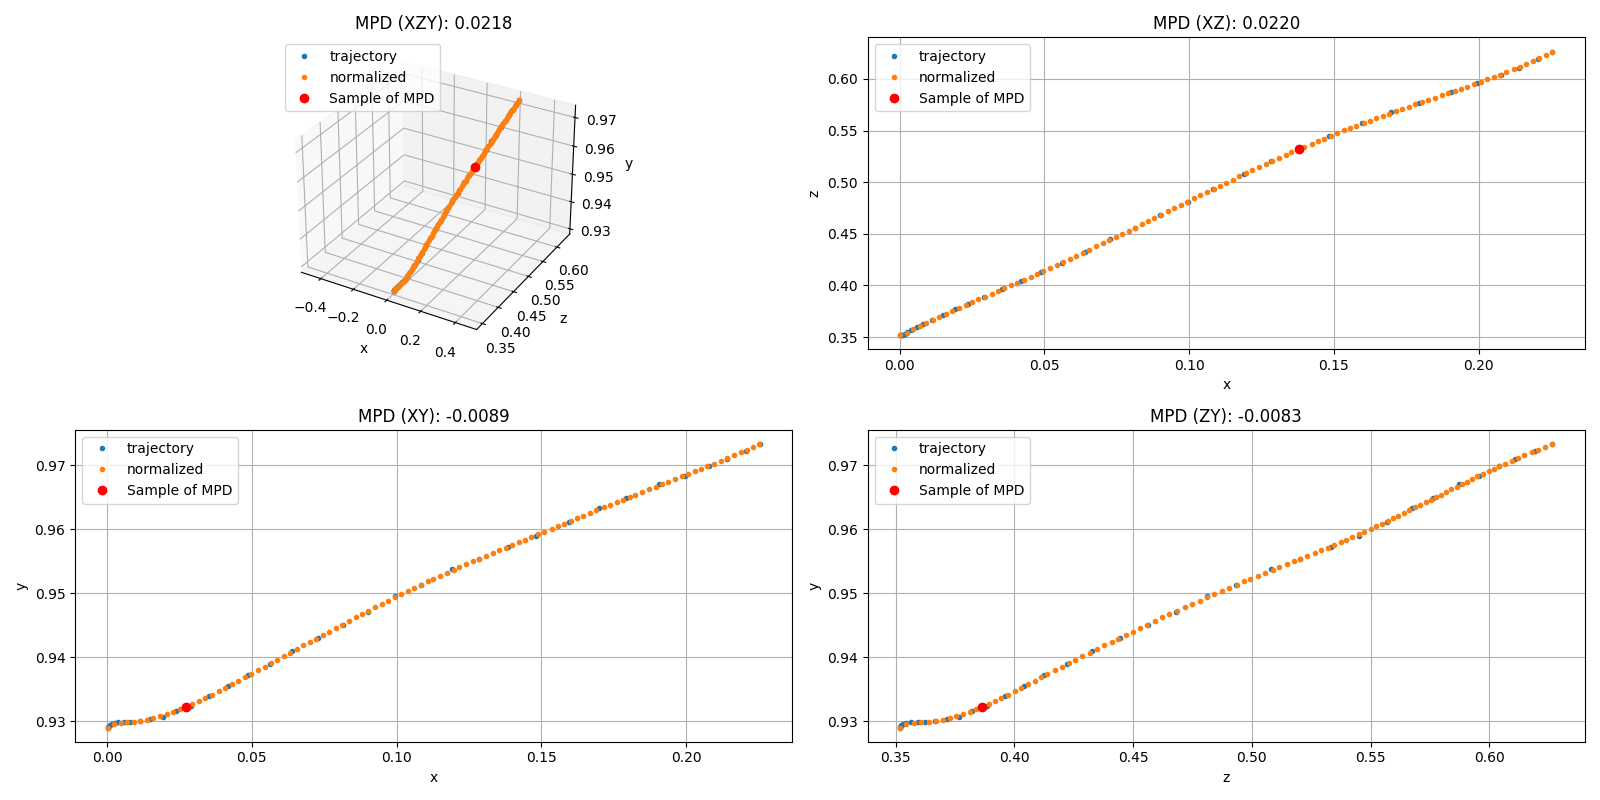 MPD (XZY): 0.0218
trajectory
normalized
Sample of MPD
0.97
0.96
0.95
0.94
0.93
y
0.60
0.55
0.50
0.45
0.40
0.35
z
−0.4
−0.2
0.0
0.2
0.4
x
MPD (XZ): 0.0220
trajectory
normalized
Sample of MPD
0.60
0.55
0.50
0.45
0.40
0.35
z
0.00 0.05 0.10 0.15 0.20
x
MPD (XY): -0.0089
trajectory
normalized
Sample of MPD
0.97
0.96
0.95
0.94
0.93
y
0.00 0.05 0.10 0.15 0.20
x
MPD (ZY): -0.0083
trajectory
normalized
Sample of MPD
0.97
0.96
0.95
0.94
0.93
y
0.35 0.40 0.45 0.50 0.55 0.60
z